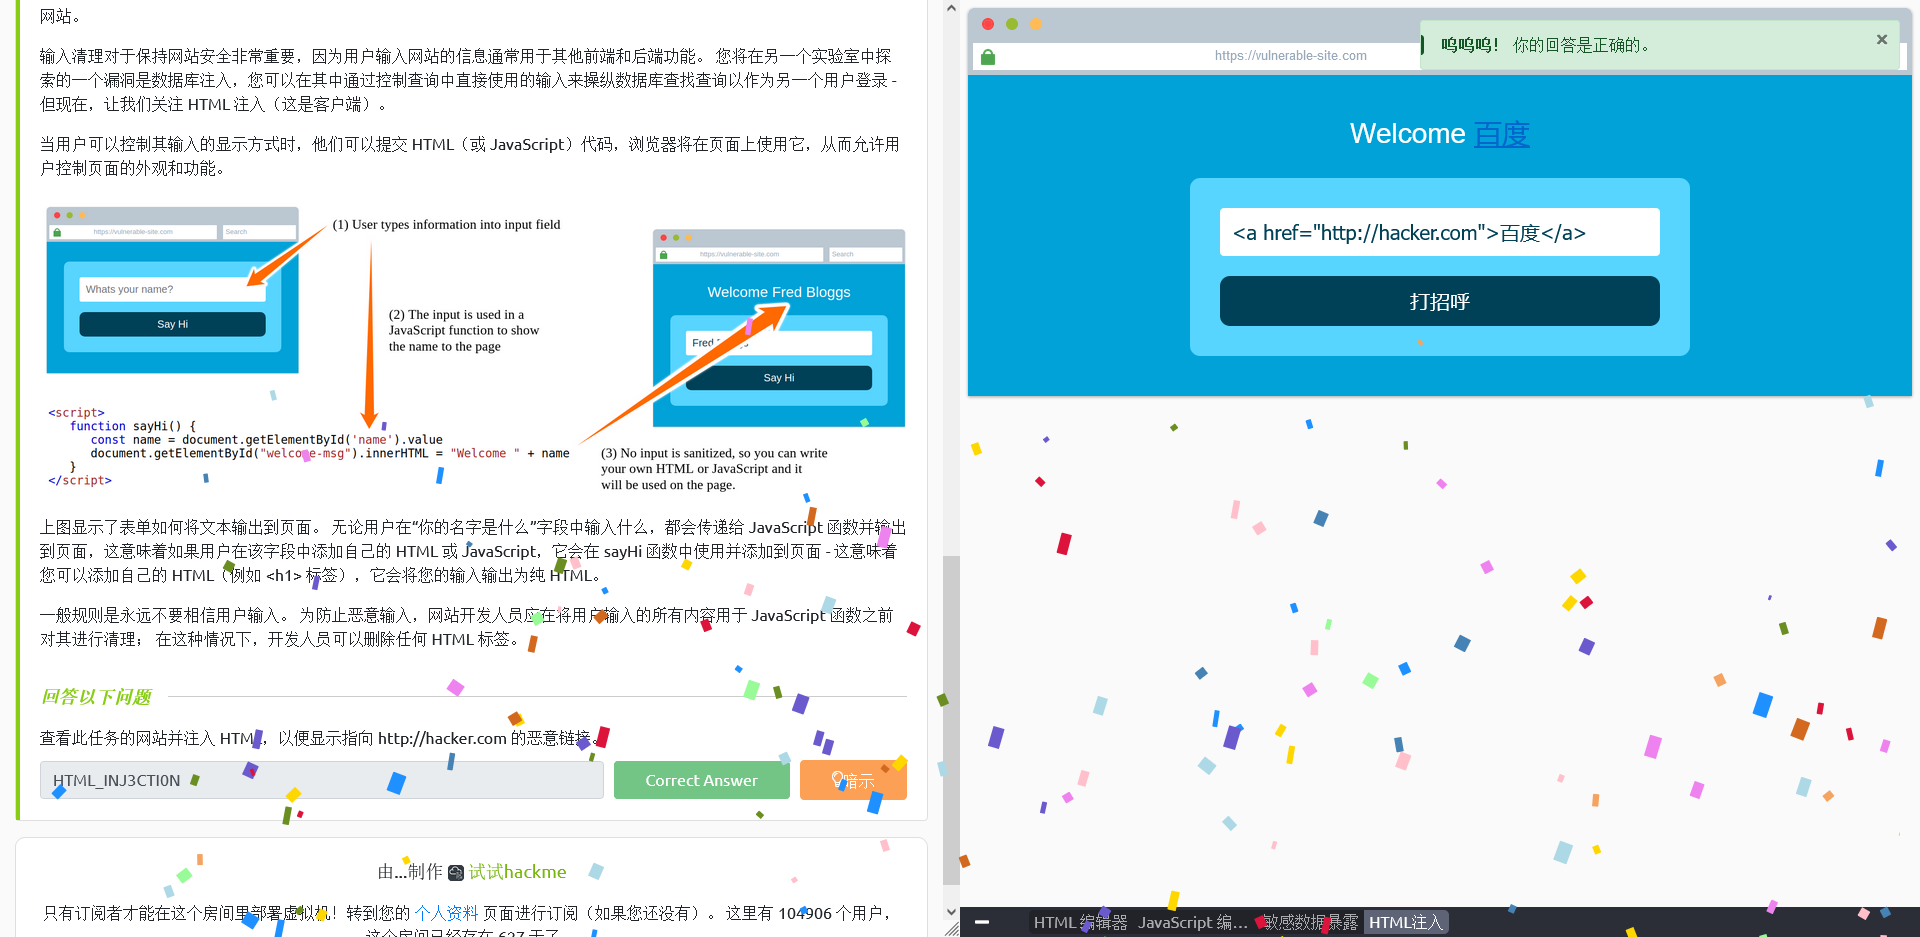 网站。
输入清理对于保持网站安全非常重要，因为用户输入网站的信息通常用于其他前端和后端功能。 您将在另一个实验室中探
索的一个漏洞是数据库注入，您可以在其中通过控制查询中直接使用的输入来操纵数据库查找查询以作为另一个用户登录 -
但现在，让我们关注 HTML 注入（这是客户端）。
当用户可以控制其输入的显示方式时，他们可以提交 HTML（或 JavaScript）代码，浏览器将在页面上使用它，从而允许用
户控制页面的外观和功能。
https://vulnerable-site.com
Search
Whats your name?
Say Hi
(1) User types information into input field
(2) The input is used in a
JavaScript function to show
the name to the page
https://vulnerable-site.com
Search
Welcome Fred Bloggs
Fred
Say Hi
<script>
function sayHi() {
const name = document.getElementById('name').value
document.getElementById("welcome-msg").innerHTML = "Welcome " + name
}
</script>
(3) No input is sanitized, so you can write
your own HTML or JavaScript and it
will be used on the page.
上图显示了表单如何将文本输出到页面。 无论用户在“你的名字是什么”字段中输入什么，都会传递给 JavaScript 函数并输出
到页面，这意味着如果用户在该字段中添加自己的 HTML 或 JavaScript，它会在 sayHi 函数中使用并添加到页面 - 这意味着
您可以添加自己的 HTML（例如 <h1> 标签），它会将您的输入输出为纯 HTML。
一般规则是永远不要相信用户输入。 为防止恶意输入，网站开发人员应在将用户输入的所有内容用于 JavaScript 函数之前
对其进行清理； 在这种情况下，开发人员可以删除任何 HTML 标签。
回答以下问题
查看此任务的网站并注入 HTML，以便显示指向 http://hacker.com 的恶意链接。
HTML_INJ3CTI0N
Correct Answer
暗示
由...制作 试试hackme
只有订阅者才能在这个房间里部署虚拟机！转到您的 个人资料 页面进行订阅（如果您还没有）。 这里有 104906 个用户，
这个房间已经存在 627 天了
https://vulnerable-site.com
呜呜呜！ 你的回答是正确的。
Welcome 百度
<a href="http://hacker.com">百度</a>
打招呼
HTML 编辑器 JavaScript 编... 敏感数据暴露 HTML注入